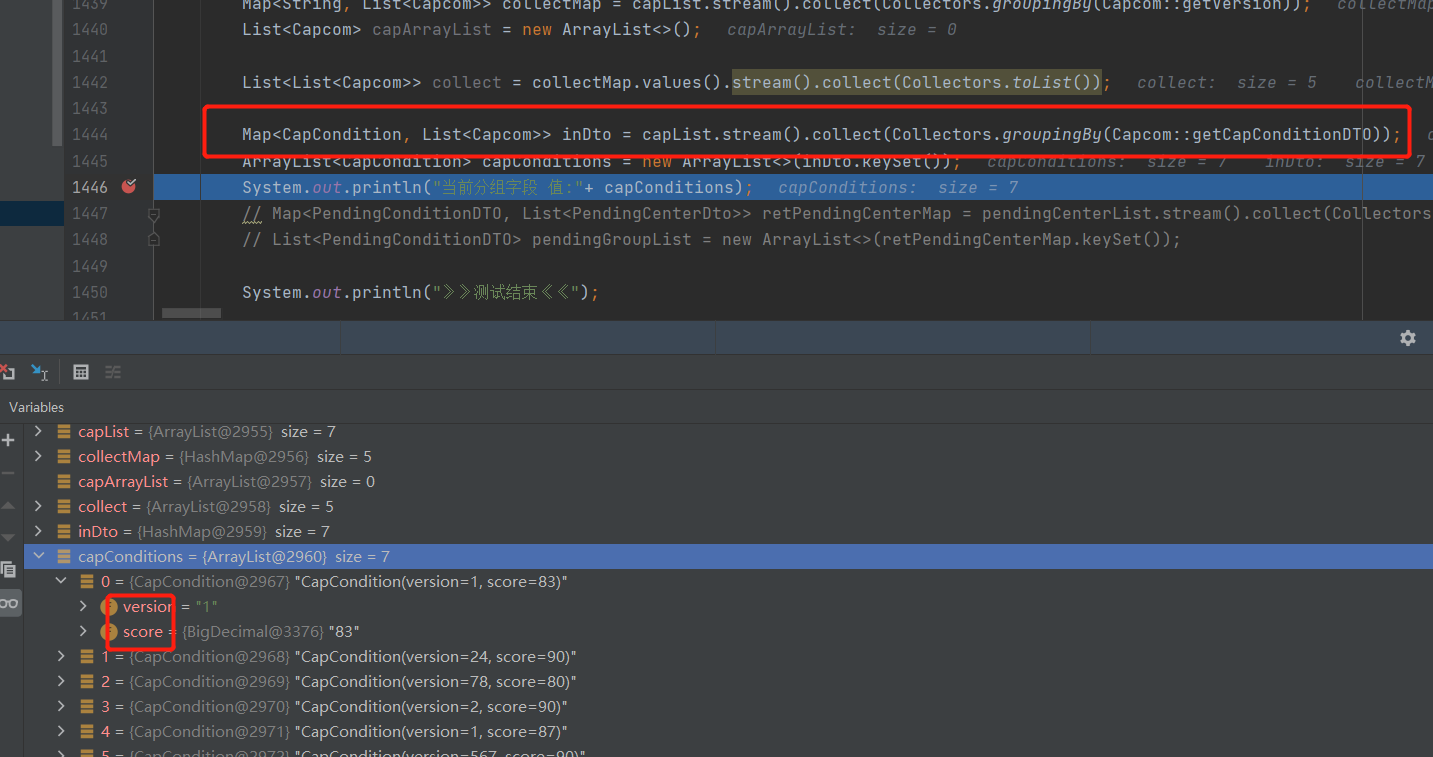 1439 Map<String, List<Capcom>> collectMap = capList.stream().collect(Collectors.groupingBy(Capcom::getVersion)); collectMap
1440 List<Capcom> capArrayList = new ArrayList<>(); capArrayList: size = 0
1441
1442 List<List<Capcom>> collect = collectMap.values().stream().collect(Collectors.toList()); collect: size = 5 collectM
1443
1444 Map<CapCondition, List<Capcom>> inDto = capList.stream().collect(Collectors.groupingBy(Capcom::getCapConditionDTO));
1445 ArrayList<CapCondition> capConditions = new ArrayList<>(inDto.keySet()); capConditions: size = 7 inDto: size = 7
1446 System.out.println("当前分组字段 值:"+ capConditions); capConditions: size = 7
1447 // Map<PendingConditionDTO, List<PendingCenterDto>> retPendingCenterMap = pendingCenterList.stream().collect(Collectors
1448 // List<PendingConditionDTO> pendingGroupList = new ArrayList<>(retPendingCenterMap.keySet());
1449
1450 System.out.println("》》测试结束《《");
1451
Variables
capList = {ArrayList@2955} size = 7
collectMap = {HashMap@2956} size = 5
capArrayList = {ArrayList@2957} size = 0
collect = {ArrayList@2958} size = 5
inDto = {HashMap@2959} size = 7
capConditions = {ArrayList@2960} size = 7
0 = {CapCondition@2967} "CapCondition(version=1, score=83)"
version = "1"
score = {BigDecimal@3376} "83"
1 = {CapCondition@2968} "CapCondition(version=24, score=90)"
2 = {CapCondition@2969} "CapCondition(version=78, score=80)"
3 = {CapCondition@2970} "CapCondition(version=2, score=90)"
4 = {CapCondition@2971} "CapCondition(version=1, score=87)"
5 = {CapCondition@2972} "CapCondition(version=567, score=90)"